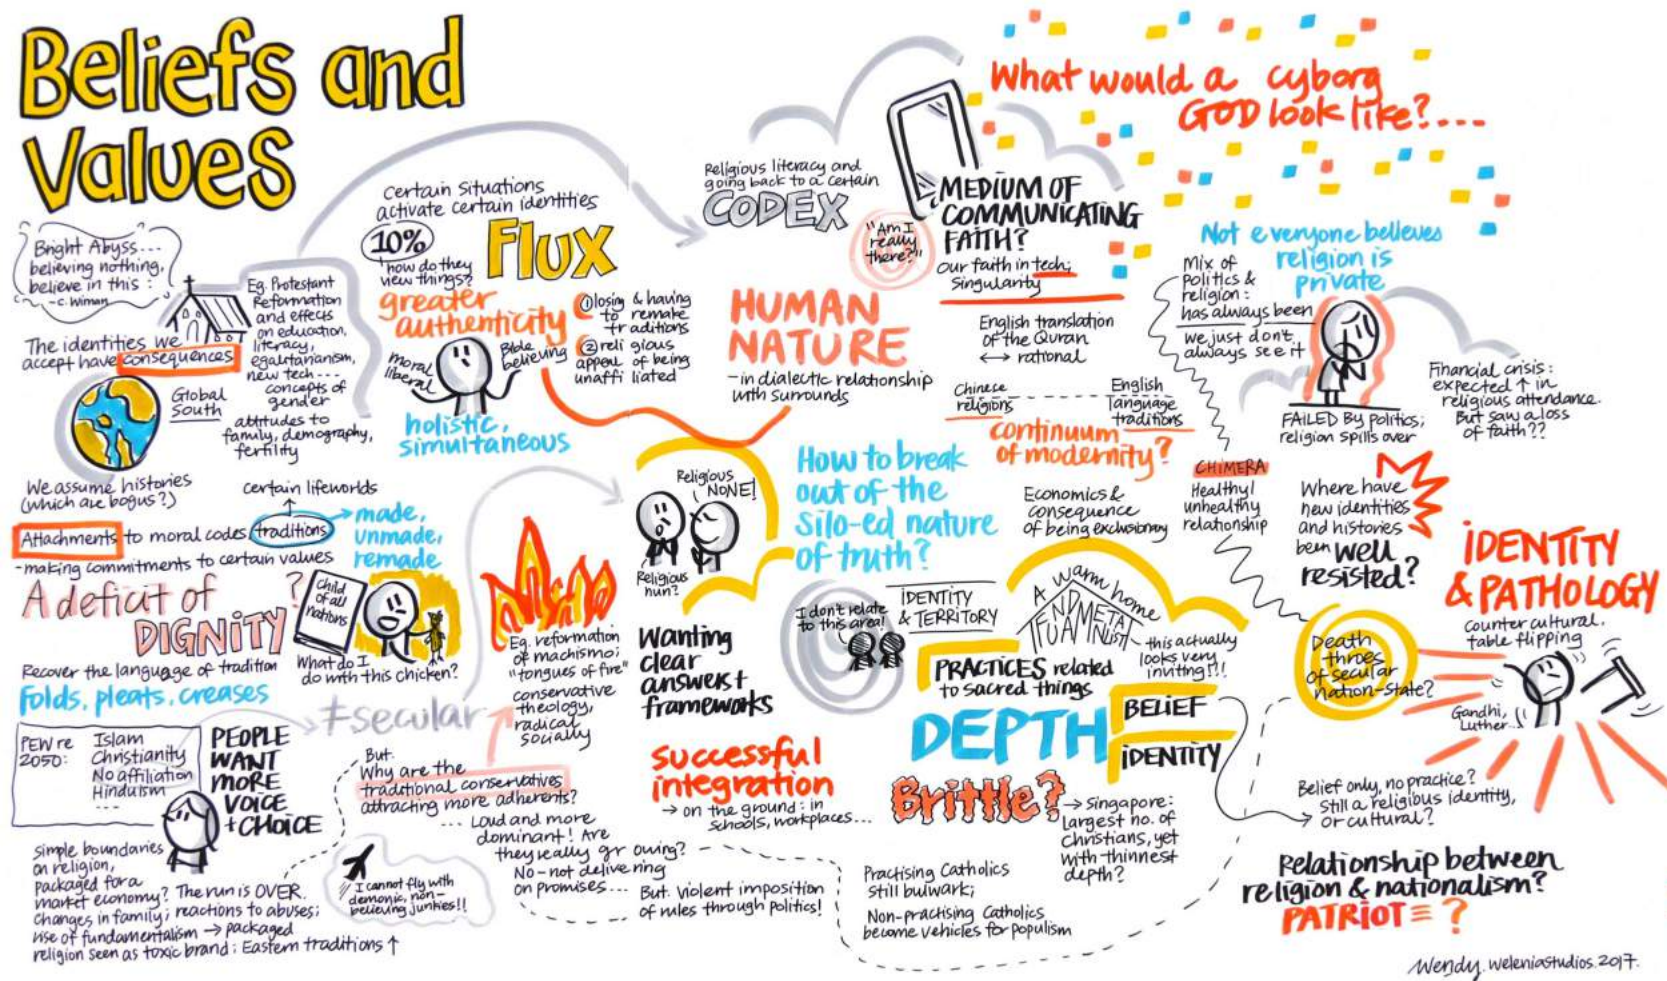 Beliefs and
Values
Bright Abyss...
believing nothing,
believe in this :
~c. Wiman
The identities we
accept have consequences
Global
South
Eg. Protestant
Reformation
and effects
on education,
literacy,
egalitarianism,
new tech...
concepts of
gender
attitudes to
family, demography,
fertility
We assume histories
(which are bogus?)
certain lifeworlds
Attachments to moral codes, traditions
made,
unmade,
remade
-making commitments to certain values
A deficit of
DIGNITY ?
Recover the language of tradition
Folds, pleats, creases
Child
of all
nations
What do I
do with this chicken?
PEW re
2050:
Islam
Christianity
No affiliation
Hinduism
...
PEOPLE
WANT
MORE
VOICE
+ CHOICE
simple boundaries
on religion,
packaged for a
market economy? The run is OVER.
changes in family; reactions to abuses;
rise of fundamentalism → packaged
religion seen as toxic brand: Eastern traditions ↑
Certain situations
activate certain identities
10%
how do they
view things?
FLUX
greater
authenticity
① losing & having
to remake
traditions
② religious
appeal of being
unaffiliated
moral
liberal
Bible
believing
holistic,
simultaneous
≠secular
But.
Why are the
traditional conservatives
attracting more adherents?
... Loud and more
dominant! Are
they really growing?
No - not delivering
on promises...
But. violent imposition
of rules through politics!
I cannot fly with
demonic, non-
believing junkies!!
Eg. reformation
of machismo;
"tongues of fire"
conservative
theology,
radical
socially
Religious
NONE!
Religious
nun?
Wanting
clear
answers +
frameworks
successful
integration
→ on the ground: in
schools, workplaces...
Religious literacy and
going back to a certain
CODEX
"Am I
really
there?"
MEDIUM OF
COMMUNICATING
FAITH?
Our faith in tech;
Singularity
What would a cyborg
GOD look like?....
HUMAN
NATURE
- in dialectic relationship
with surrounds
English translation
of the Quran
↔ rational
Chinese
religions
English
language
traditions
continuum
of modernity?
How to break
out of the
silo-ed nature
of truth?
Economics &
consequence
of being exclusionary
I don't relate
to this area!
IDENTITY
& TERRITORY
A warm home
FUNDAMENTALIST
this actually
looks very
inviting!!!
PRACTICES related
to sacred things
DEPTH
BELIEF
IDENTITY
Brittle?
→ Singapore:
largest no. of
Christians, yet
with thinnest
depth?
Practising Catholics
still bulwark;
Non-practising Catholics
become vehicles for populism
Not everyone believes
religion is
private
Mix of
politics &
religion:
has always been
we just don't
always see it
FAILED BY politics;
religion spills over
Financial crisis:
expected ↑ in
religious attendance.
But saw a loss
of faith??
CHIMERA
Healthy/
unhealthy
relationship
Where have
new identities
and histories
been well
resisted?
IDENTITY
& PATHOLOGY
counter cultural.
table flipping
Gandhi,
Luther...
Death
throes
of secular
nation-state?
Belief only, no practice?
Still a religious identity,
or cultural?
Relationship between
religion & nationalism?
PATRIOT ≡ ?
Wendy. weleniastudios.2017.